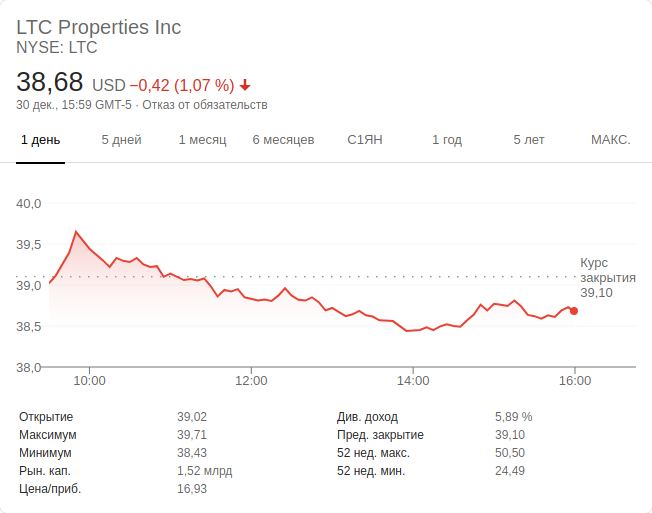 LTC Properties Inc
NYSE: LTC
38,68 USD −0,42 (1,07 %)
30 дек., 15:59 GMT-5 · Отказ от обязательств
1 день 5 дней 1 месяц 6 месяцев С1ЯН 1 год 5 лет МАКС.
40,0
39,5
Курс
закрытия
39,10
39,0
38,5
38,0
10:00 12:00 14:00 16:00
Открытие 39,02 Див. доход 5,89 %
Максимум 39,71 Пред. закрытие 39,10
Минимум 38,43 52 нед. макс. 50,50
Рын. кап. 1,52 млрд 52 нед. мин. 24,49
Цена/приб. 16,93